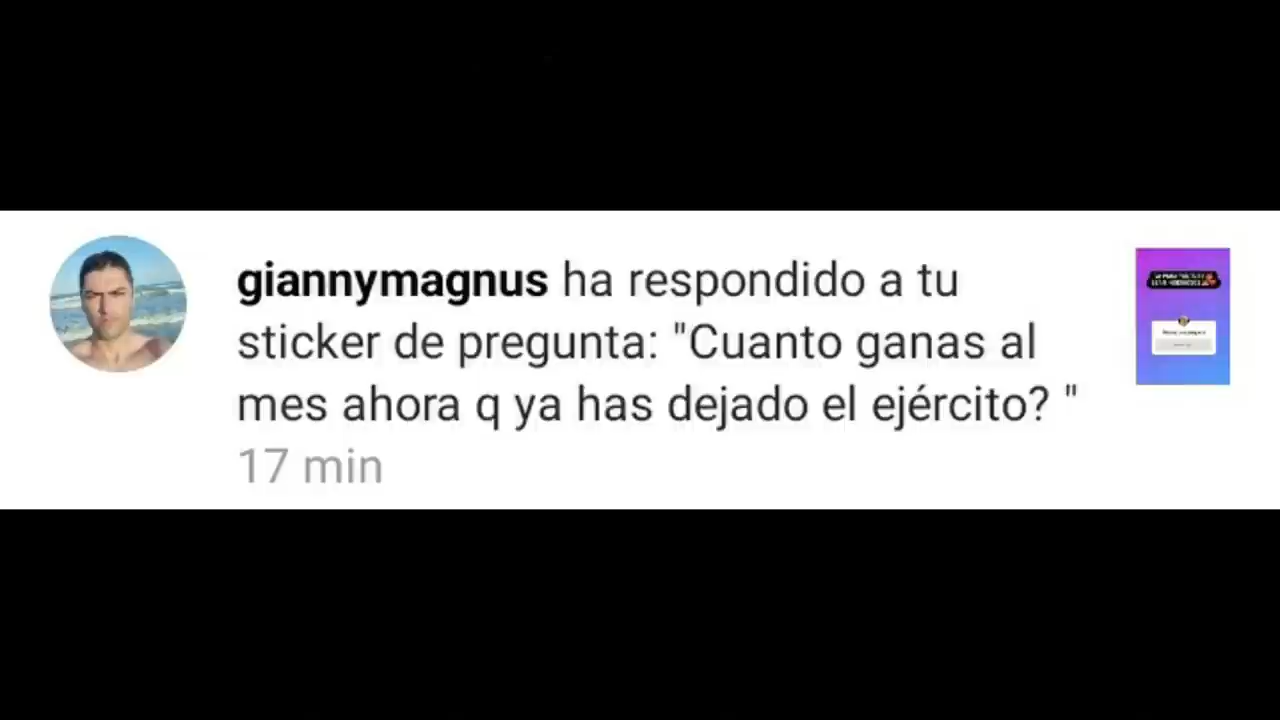 giannymagnus ha respondido a tu
sticker de pregunta: "Cuanto ganas al
mes ahora q ya has dejado el ejército? "
17 min